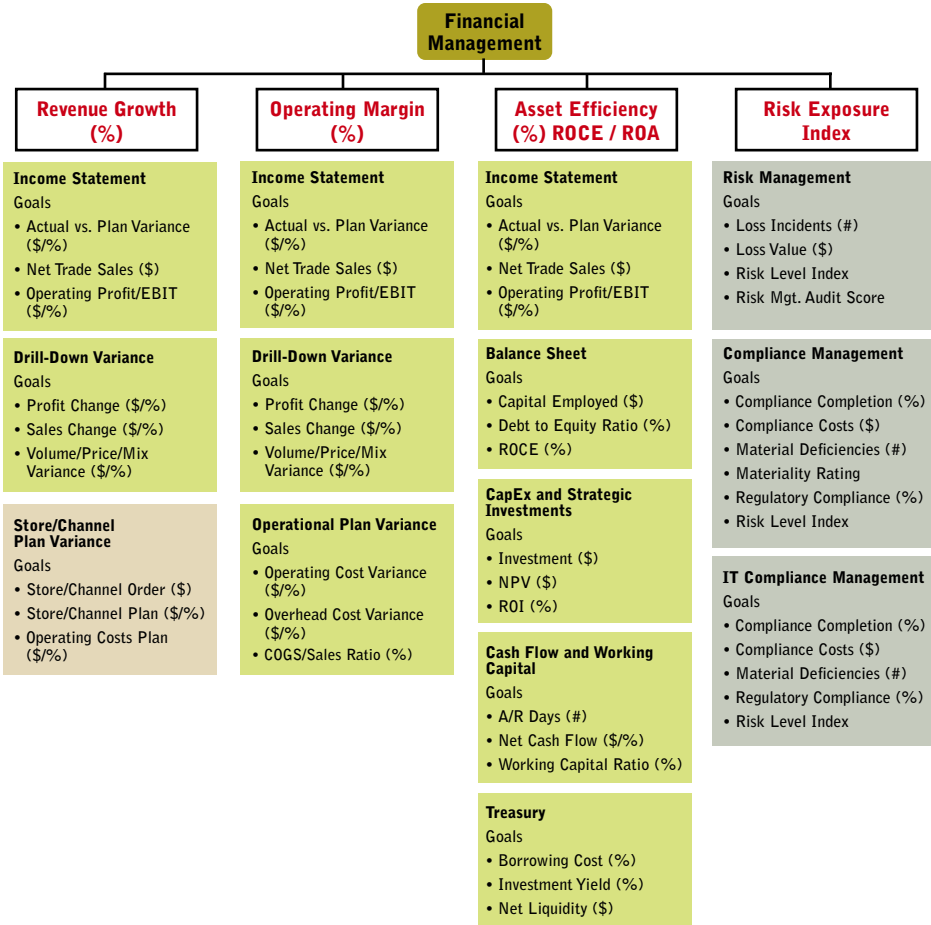 Financial
Management
Revenue Growth
(%)
Income Statement
Goals
• Actual vs. Plan Variance
($/%)
• Net Trade Sales ($)
• Operating Profit/EBIT
($/%)
Drill-Down Variance
Goals
• Profit Change ($/%)
• Sales Change ($/%)
• Volume/Price/Mix
Variance ($/%)
Store/Channel
Plan Variance
Goals
• Store/Channel Order ($)
• Store/Channel Plan ($/%)
• Operating Costs Plan
($/%)
Operating Margin
(%)
Income Statement
Goals
• Actual vs. Plan Variance
($/%)
• Net Trade Sales ($)
• Operating Profit/EBIT
($/%)
Drill-Down Variance
Goals
• Profit Change ($/%)
• Sales Change ($/%)
• Volume/Price/Mix
Variance ($/%)
Operational Plan Variance
Goals
• Operating Cost Variance
($/%)
• Overhead Cost Variance
($/%)
• COGS/Sales Ratio (%)
Asset Efficiency
(%) ROCE / ROA
Income Statement
Goals
• Actual vs. Plan Variance
($/%)
• Net Trade Sales ($)
• Operating Profit/EBIT
($/%)
Balance Sheet
Goals
• Capital Employed ($)
• Debt to Equity Ratio (%)
• ROCE (%)
CapEx and Strategic
Investments
Goals
• Investment ($)
• NPV ($)
• ROI (%)
Cash Flow and Working
Capital
Goals
• A/R Days (#)
• Net Cash Flow ($/%)
• Working Capital Ratio (%)
Treasury
Goals
• Borrowing Cost (%)
• Investment Yield (%)
• Net Liquidity ($)
Risk Exposure
Index
Risk Management
Goals
• Loss Incidents (#)
• Loss Value ($)
• Risk Level Index
• Risk Mgt. Audit Score
Compliance Management
Goals
• Compliance Completion (%)
• Compliance Costs ($)
• Material Deficiencies (#)
• Materiality Rating
• Regulatory Compliance (%)
• Risk Level Index
IT Compliance Management
Goals
• Compliance Completion (%)
• Compliance Costs ($)
• Material Deficiencies (#)
• Regulatory Compliance (%)
• Risk Level Index